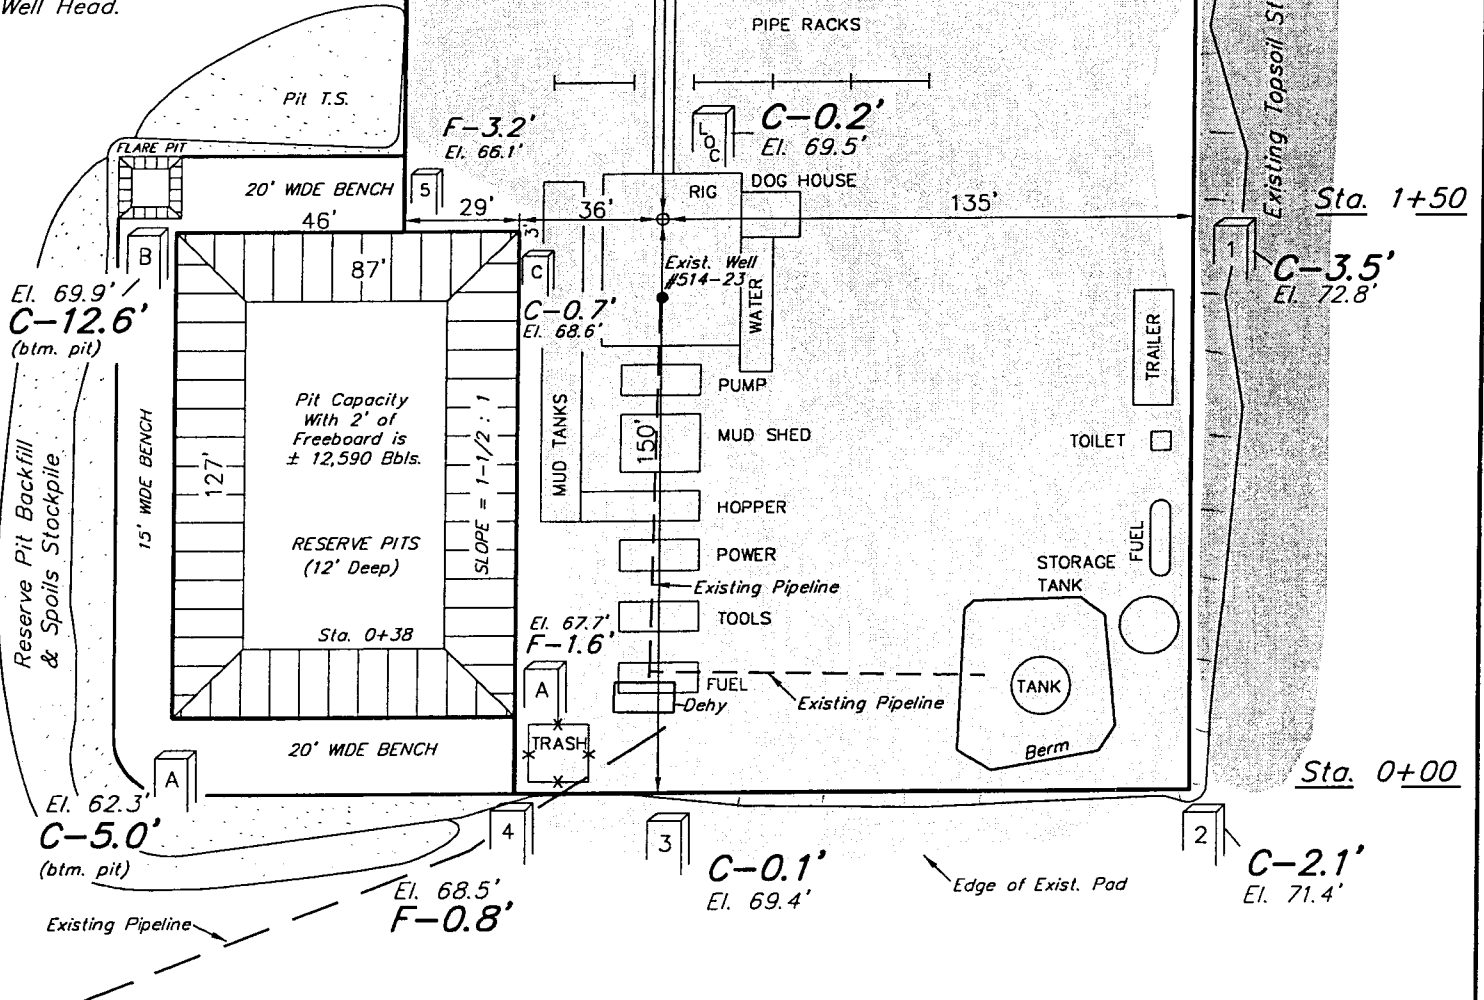 Well Head.
PIPE RACKS
Existing Topsoil St
Pit T.S.
F-3.2'
El. 66.1'
L
O
C
C-0.2'
El. 69.5'
FLARE PIT
20' WIDE BENCH
5
RIG
DOG HOUSE
Sta. 1+50
46'
29'
36'
135'
3'
B
87'
C
Exist. Well
#514-23
1
C-3.5'
El. 72.8'
El. 69.9'
C-12.6'
(btm. pit)
C-0.7'
El. 68.6'
WATER
TRAILER
PUMP
Pit Capacity
With 2' of
Freeboard is
± 12,590 Bbls.
SLOPE = 1-1/2 : 1
MUD TANKS
150'
MUD SHED
TOILET
15' WIDE BENCH
127'
Reserve Pit Backfill
& Spoils Stockpile
HOPPER
RESERVE PITS
(12' Deep)
POWER
FUEL
STORAGE
TANK
Existing Pipeline
El. 67.7'
F-1.6'
TOOLS
Sta. 0+38
A
FUEL
Dehy
TANK
Existing Pipeline
TRASH
20' WIDE BENCH
Berm
A
Sta. 0+00
El. 62.3'
C-5.0'
(btm. pit)
4
3
2
C-0.1'
El. 69.4'
C-2.1'
El. 71.4'
Edge of Exist. Pad
El. 68.5'
F-0.8'
Existing Pipeline